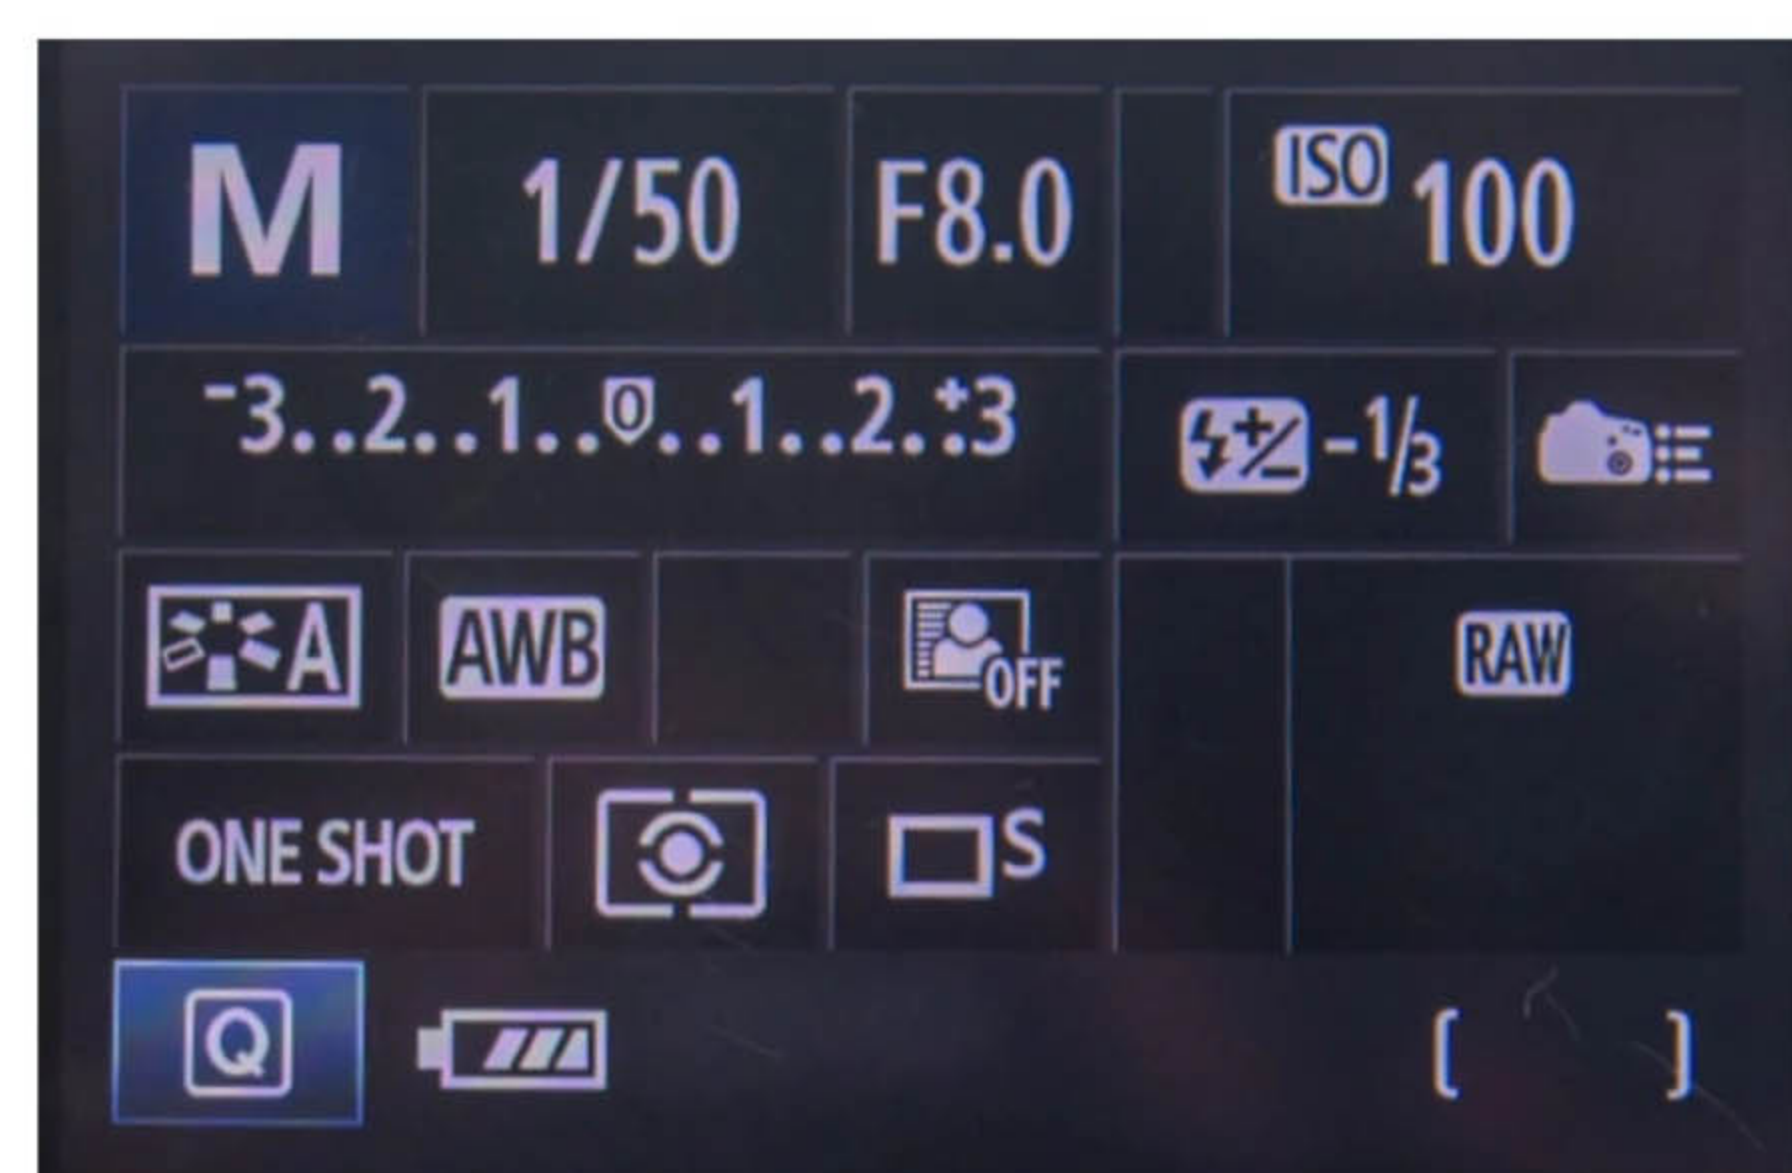 M 1/50 F8.0 ISO 100
-3..2..1..0..1..2..+3 -1/3
A AWB OFF RAW
ONE SHOT S
Q [ ]